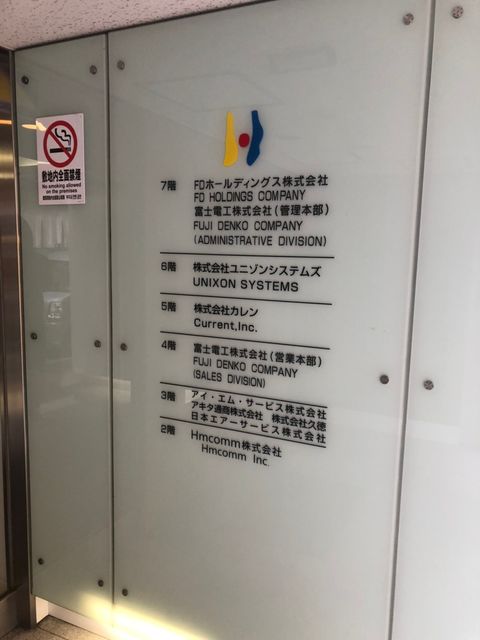 敷地内全面禁煙
No smoking allowed
on the premises
7階 FDホールディングス株式会社
FD HOLDINGS COMPANY
富士電工株式会社(管理本部)
FUJI DENKO COMPANY
(ADMINISTRATIVE DIVISION)
6階 株式会社ユニゾンシステムズ
UNIXON SYSTEMS
5階 株式会社カレン
Current,Inc.
4階 富士電工株式会社(営業本部)
FUJI DENKO COMPANY
(SALES DIVISION)
3階 アイ・エム・サービス株式会社
アキタ通商株式会社 株式会社久徳
日本エアーサービス株式会社
2階 Hmcomm株式会社
Hmcomm Inc.